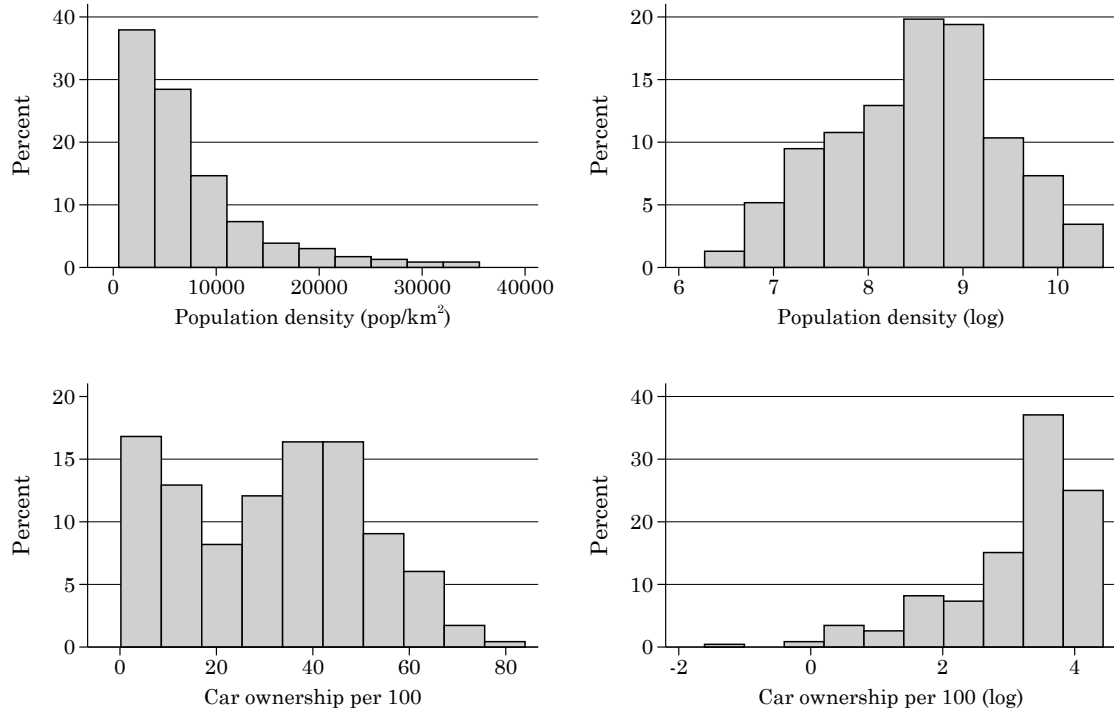 40
30
20
10
0
Percent
0 10000 20000 30000 40000
Population density (pop/km²)
20
15
10
5
0
Percent
6 7 8 9 10
Population density (log)
20
15
10
5
0
Percent
0 20 40 60 80
Car ownership per 100
40
30
20
10
0
Percent
-2 0 2 4
Car ownership per 100 (log)